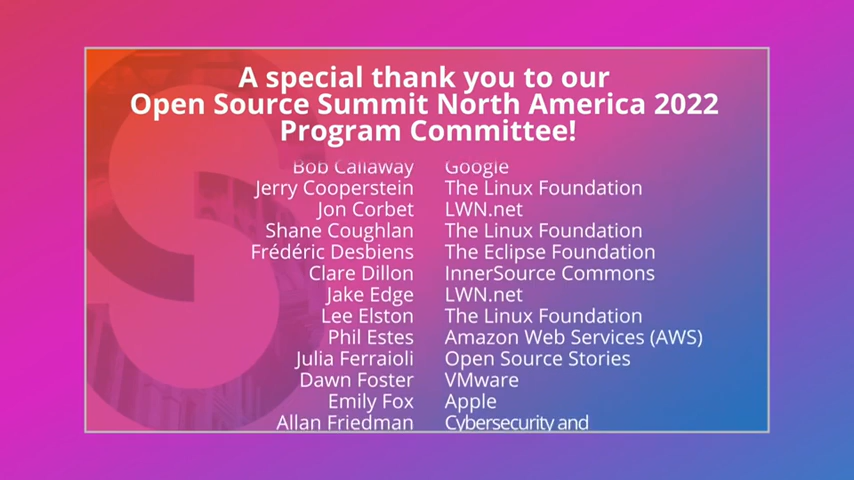 A special thank you to our
Open Source Summit North America 2022
Program Committee!
Bob Callaway Google
Jerry Cooperstein The Linux Foundation
Jon Corbet LWN.net
Shane Coughlan The Linux Foundation
Frédéric Desbiens The Eclipse Foundation
Clare Dillon InnerSource Commons
Jake Edge LWN.net
Lee Elston The Linux Foundation
Phil Estes Amazon Web Services (AWS)
Julia Ferraioli Open Source Stories
Dawn Foster VMware
Emily Fox Apple
Allan Friedman Cybersecurity and